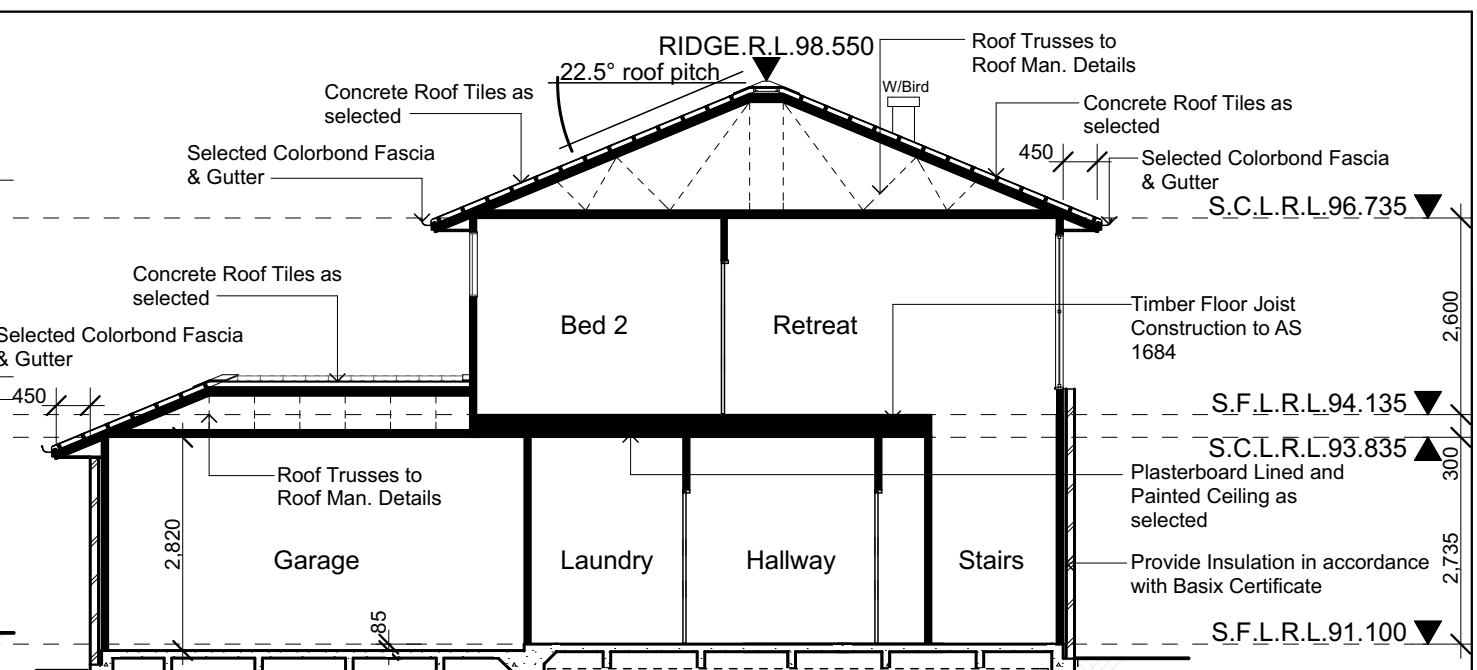 RIDGE.R.L.98.550
22.5° roof pitch
Roof Trusses to
Roof Man. Details
W/Bird
Concrete Roof Tiles as
selected
Concrete Roof Tiles as
selected
Selected Colorbond Fascia
& Gutter
450
Selected Colorbond Fascia
& Gutter
S.C.L.R.L.96.735
Concrete Roof Tiles as
selected
Selected Colorbond Fascia
& Gutter
450
Bed 2
Retreat
Timber Floor Joist
Construction to AS
1684
2,600
S.F.L.R.L.94.135
S.C.L.R.L.93.835
300
Roof Trusses to
Roof Man. Details
Plasterboard Lined and
Painted Ceiling as
selected
2,820
Garage
Laundry
Hallway
Stairs
Provide Insulation in accordance
with Basix Certificate
2,735
85
S.F.L.R.L.91.100